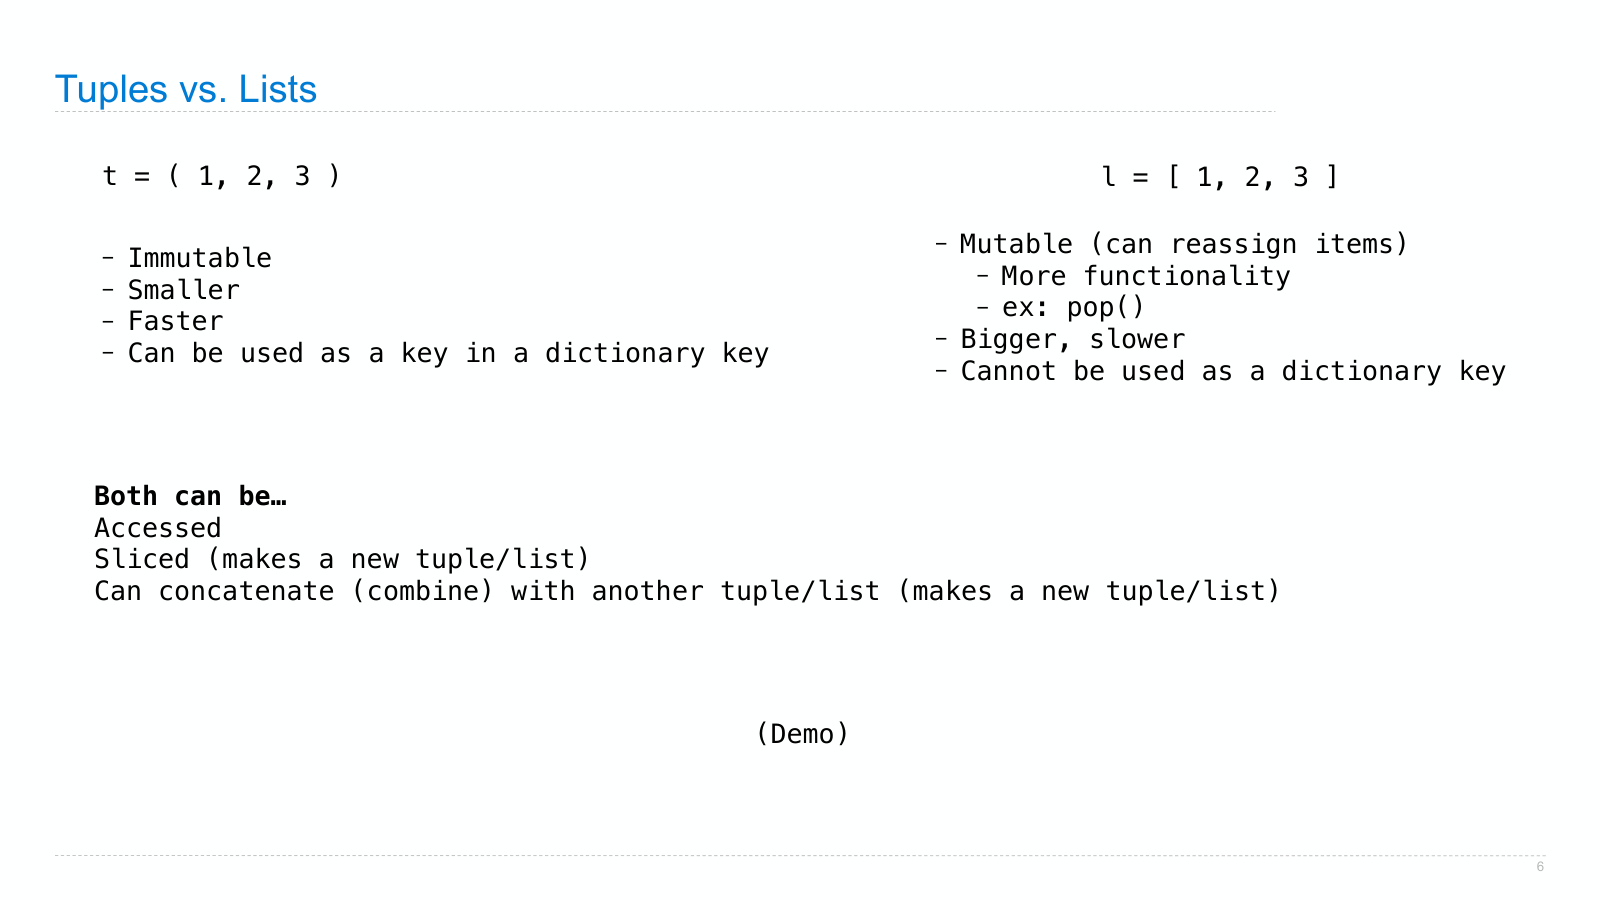 Tuples vs. Lists
t = ( 1, 2, 3 )
- Immutable
- Smaller
- Faster
- Can be used as a key in a dictionary key
l = [ 1, 2, 3 ]
- Mutable (can reassign items)
- More functionality
- ex: pop()
- Bigger, slower
- Cannot be used as a dictionary key
Both can be…
Accessed
Sliced (makes a new tuple/list)
Can concatenate (combine) with another tuple/list (makes a new tuple/list)
(Demo)
6